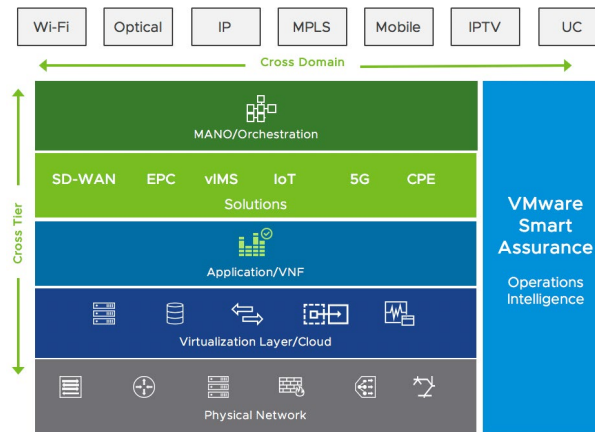 Wi-Fi Optical IP MPLS Mobile IPTV UC
Cross Domain
Cross Tier
MANO/Orchestration
SD-WAN EPC vIMS IoT 5G CPE
Solutions
Application/VNF
Virtualization Layer/Cloud
Physical Network
VMware
Smart
Assurance
Operations
Intelligence